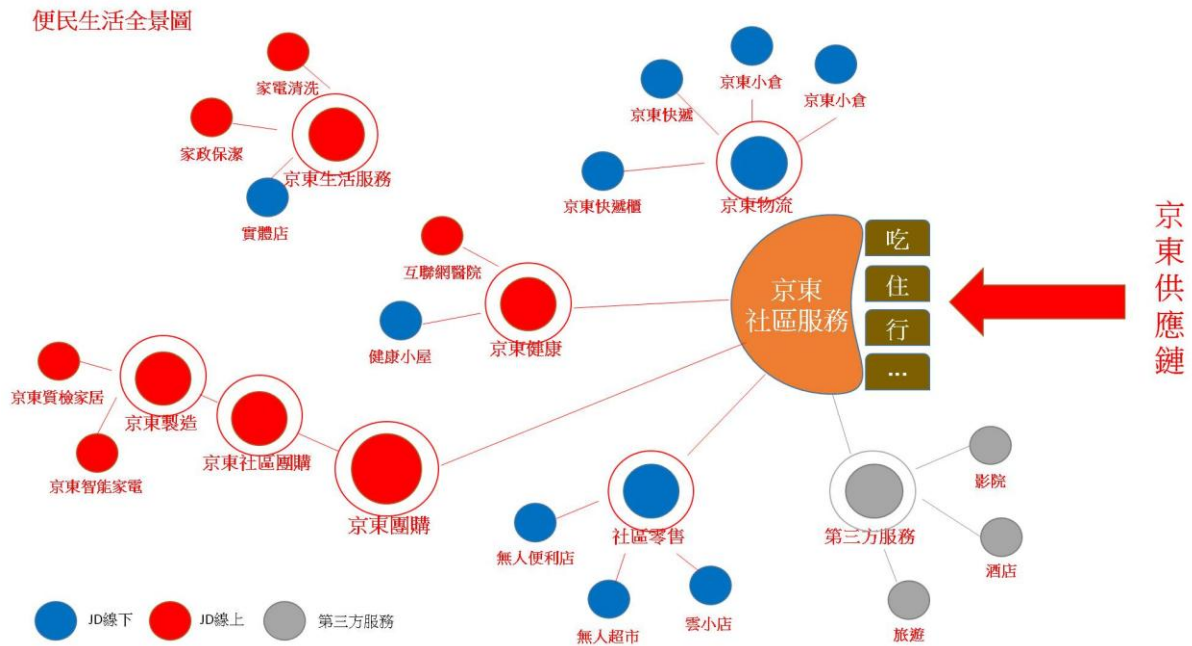 便民生活全景圖
家電清洗
家政保潔
京東生活服務
實體店
京東小倉
京東小倉
京東快遞
京東快遞櫃
京東物流
互聯網醫院
健康小屋
京東健康
京東
社區服務
吃
住
行
...
京東供應鏈
京東質檢家居
京東製造
京東智能家電
京東社區團購
京東團購
無人便利店
社區零售
無人超市
雲小店
第三方服務
影院
酒店
旅遊
JD線下
JD線上
第三方服務